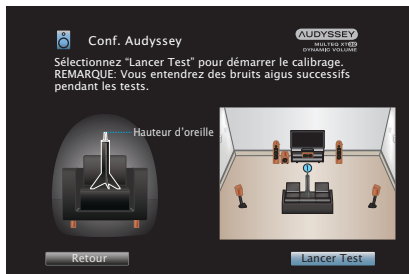 Conf. Audyssey
AUDYSSEY
MULTEQ XT32
DYNAMIC VOLUME
Sélectionnez “Lancer Test” pour démarrer le calibrage.
REMARQUE: Vous entendrez des bruits aigus successifs
pendant les tests.
Hauteur d’oreille
Retour
Lancer Test